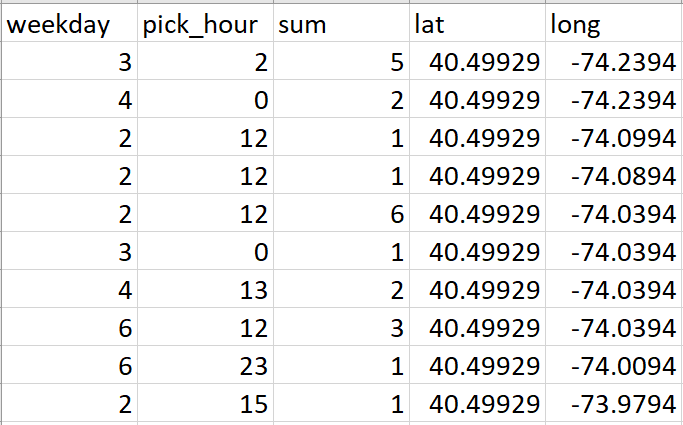 weekday pick_hour sum lat long
3 2 5 40.49929 -74.2394
4 0 2 40.49929 -74.2394
2 12 1 40.49929 -74.0994
2 12 1 40.49929 -74.0894
2 12 6 40.49929 -74.0394
3 0 1 40.49929 -74.0394
4 13 2 40.49929 -74.0394
6 12 3 40.49929 -74.0394
6 23 1 40.49929 -74.0094
2 15 1 40.49929 -73.9794